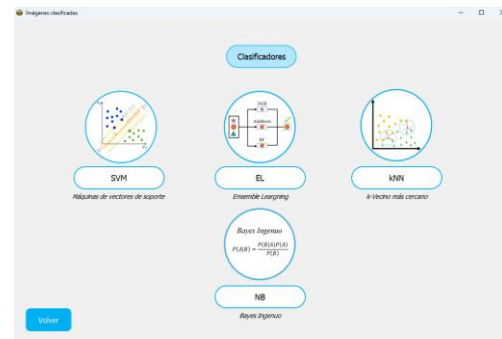 Imágenes clasificadas
Clasificadores
SVM
EL
kNN
Máquinas de vectores de soporte
Ensemble Leargning
k-Vecino más cercano
Bayes Ingenuo
P(A|B) = P(B|A)P(A) / P(B)
NB
Bayes Ingenuo
Volver